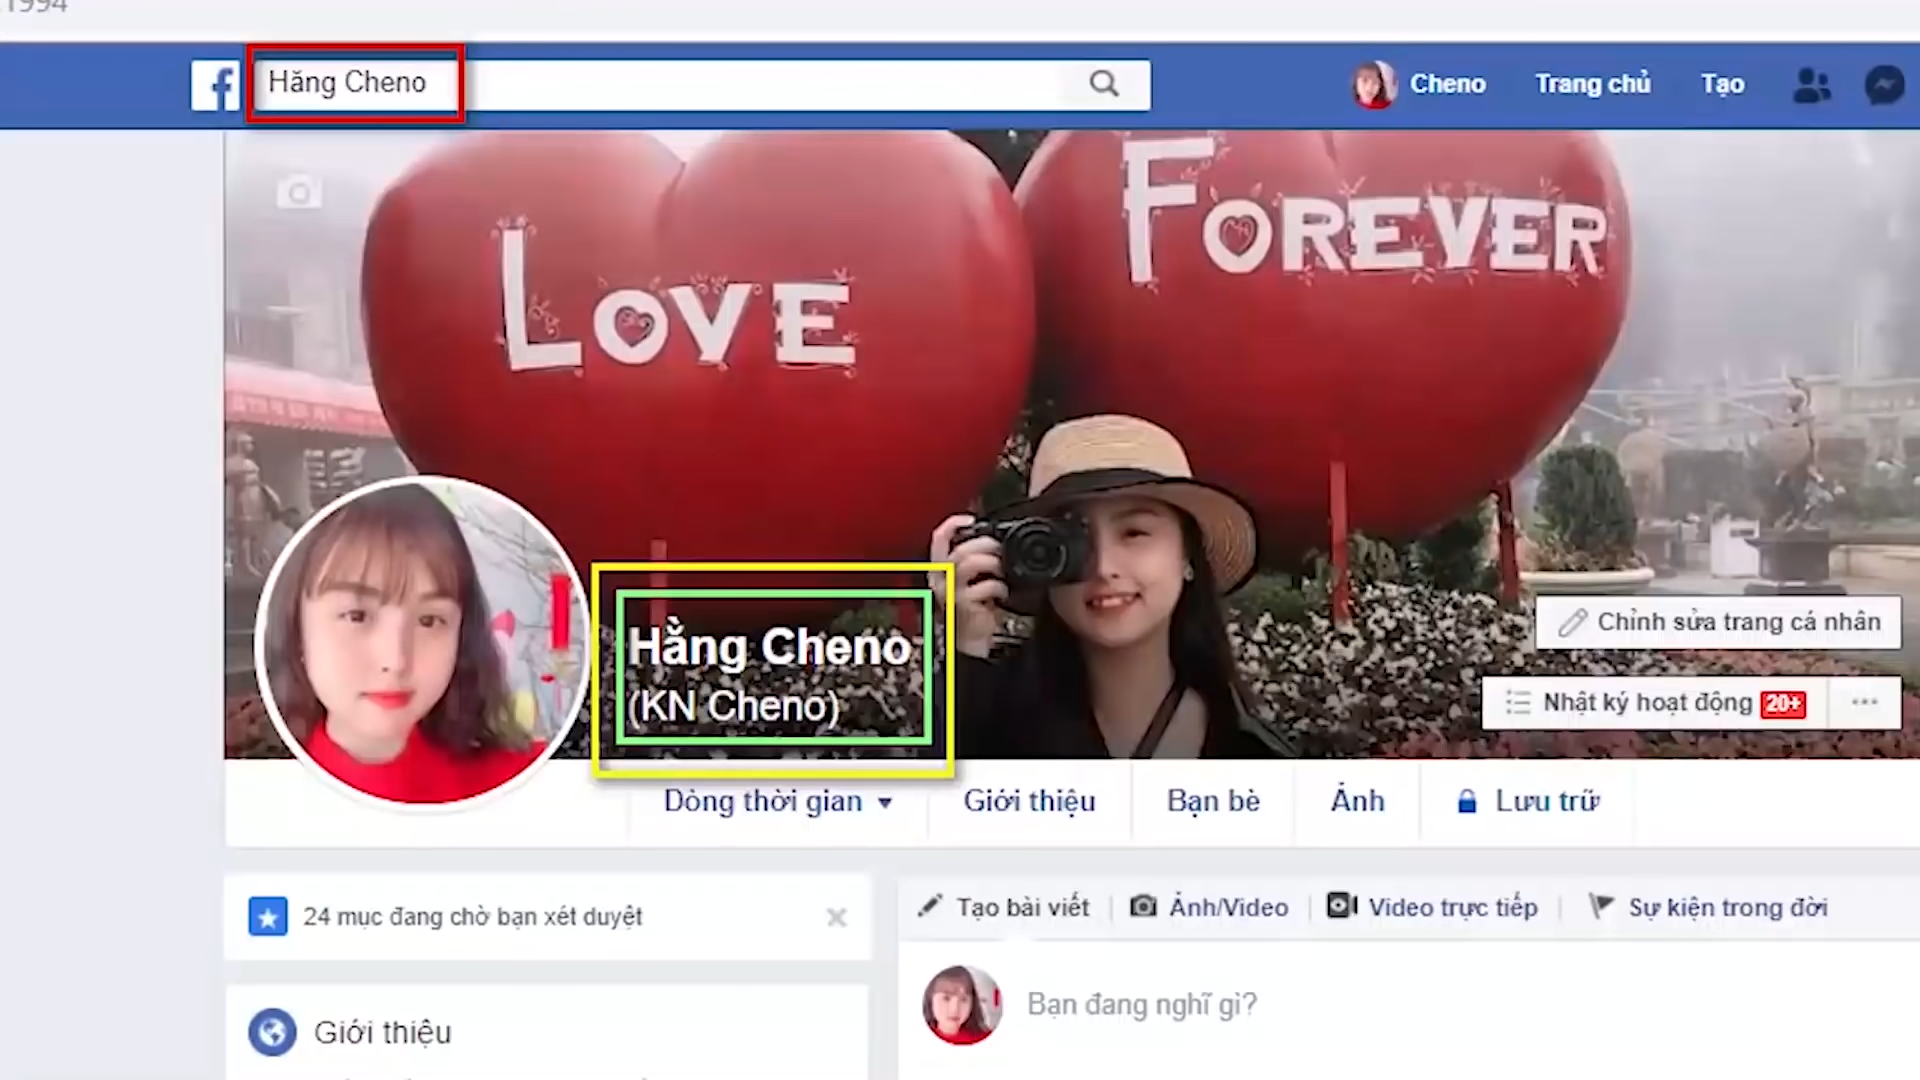 1994
Hằng Cheno
Cheno
Trang chủ
Tạo
LOVE
FOREVER
Hằng Cheno
(KN Cheno)
Chỉnh sửa trang cá nhân
Nhật ký hoạt động 20+
Dòng thời gian
Giới thiệu
Bạn bè
Ảnh
Lưu trữ
24 mục đang chờ bạn xét duyệt
Tạo bài viết
Ảnh/Video
Video trực tiếp
Sự kiện trong đời
Bạn đang nghĩ gì?
Giới thiệu